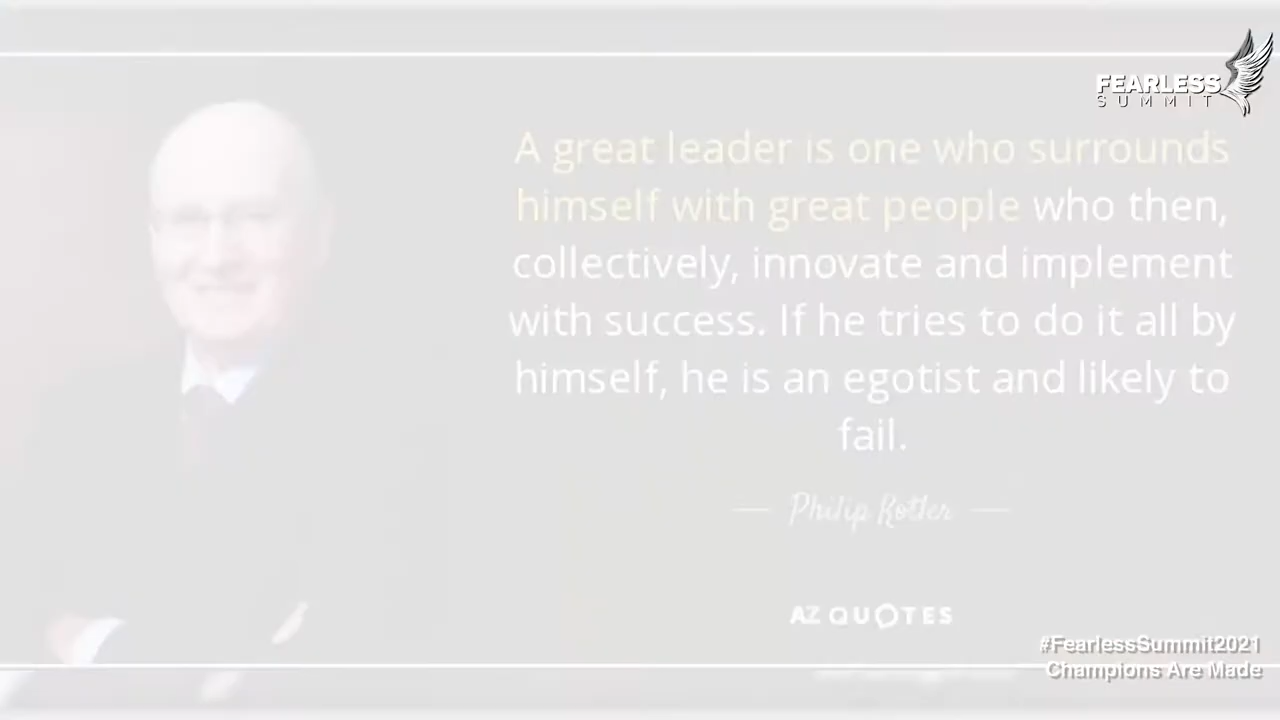 FEARLESS
SUMMIT
A great leader is one who surrounds
himself with great people who then,
collectively, innovate and implement
with success. If he tries to do it all by
himself, he is an egotist and likely to
fail.
Philip Kotler
AZ QUOTES
#FearlessSummit2021
Champions Are Made